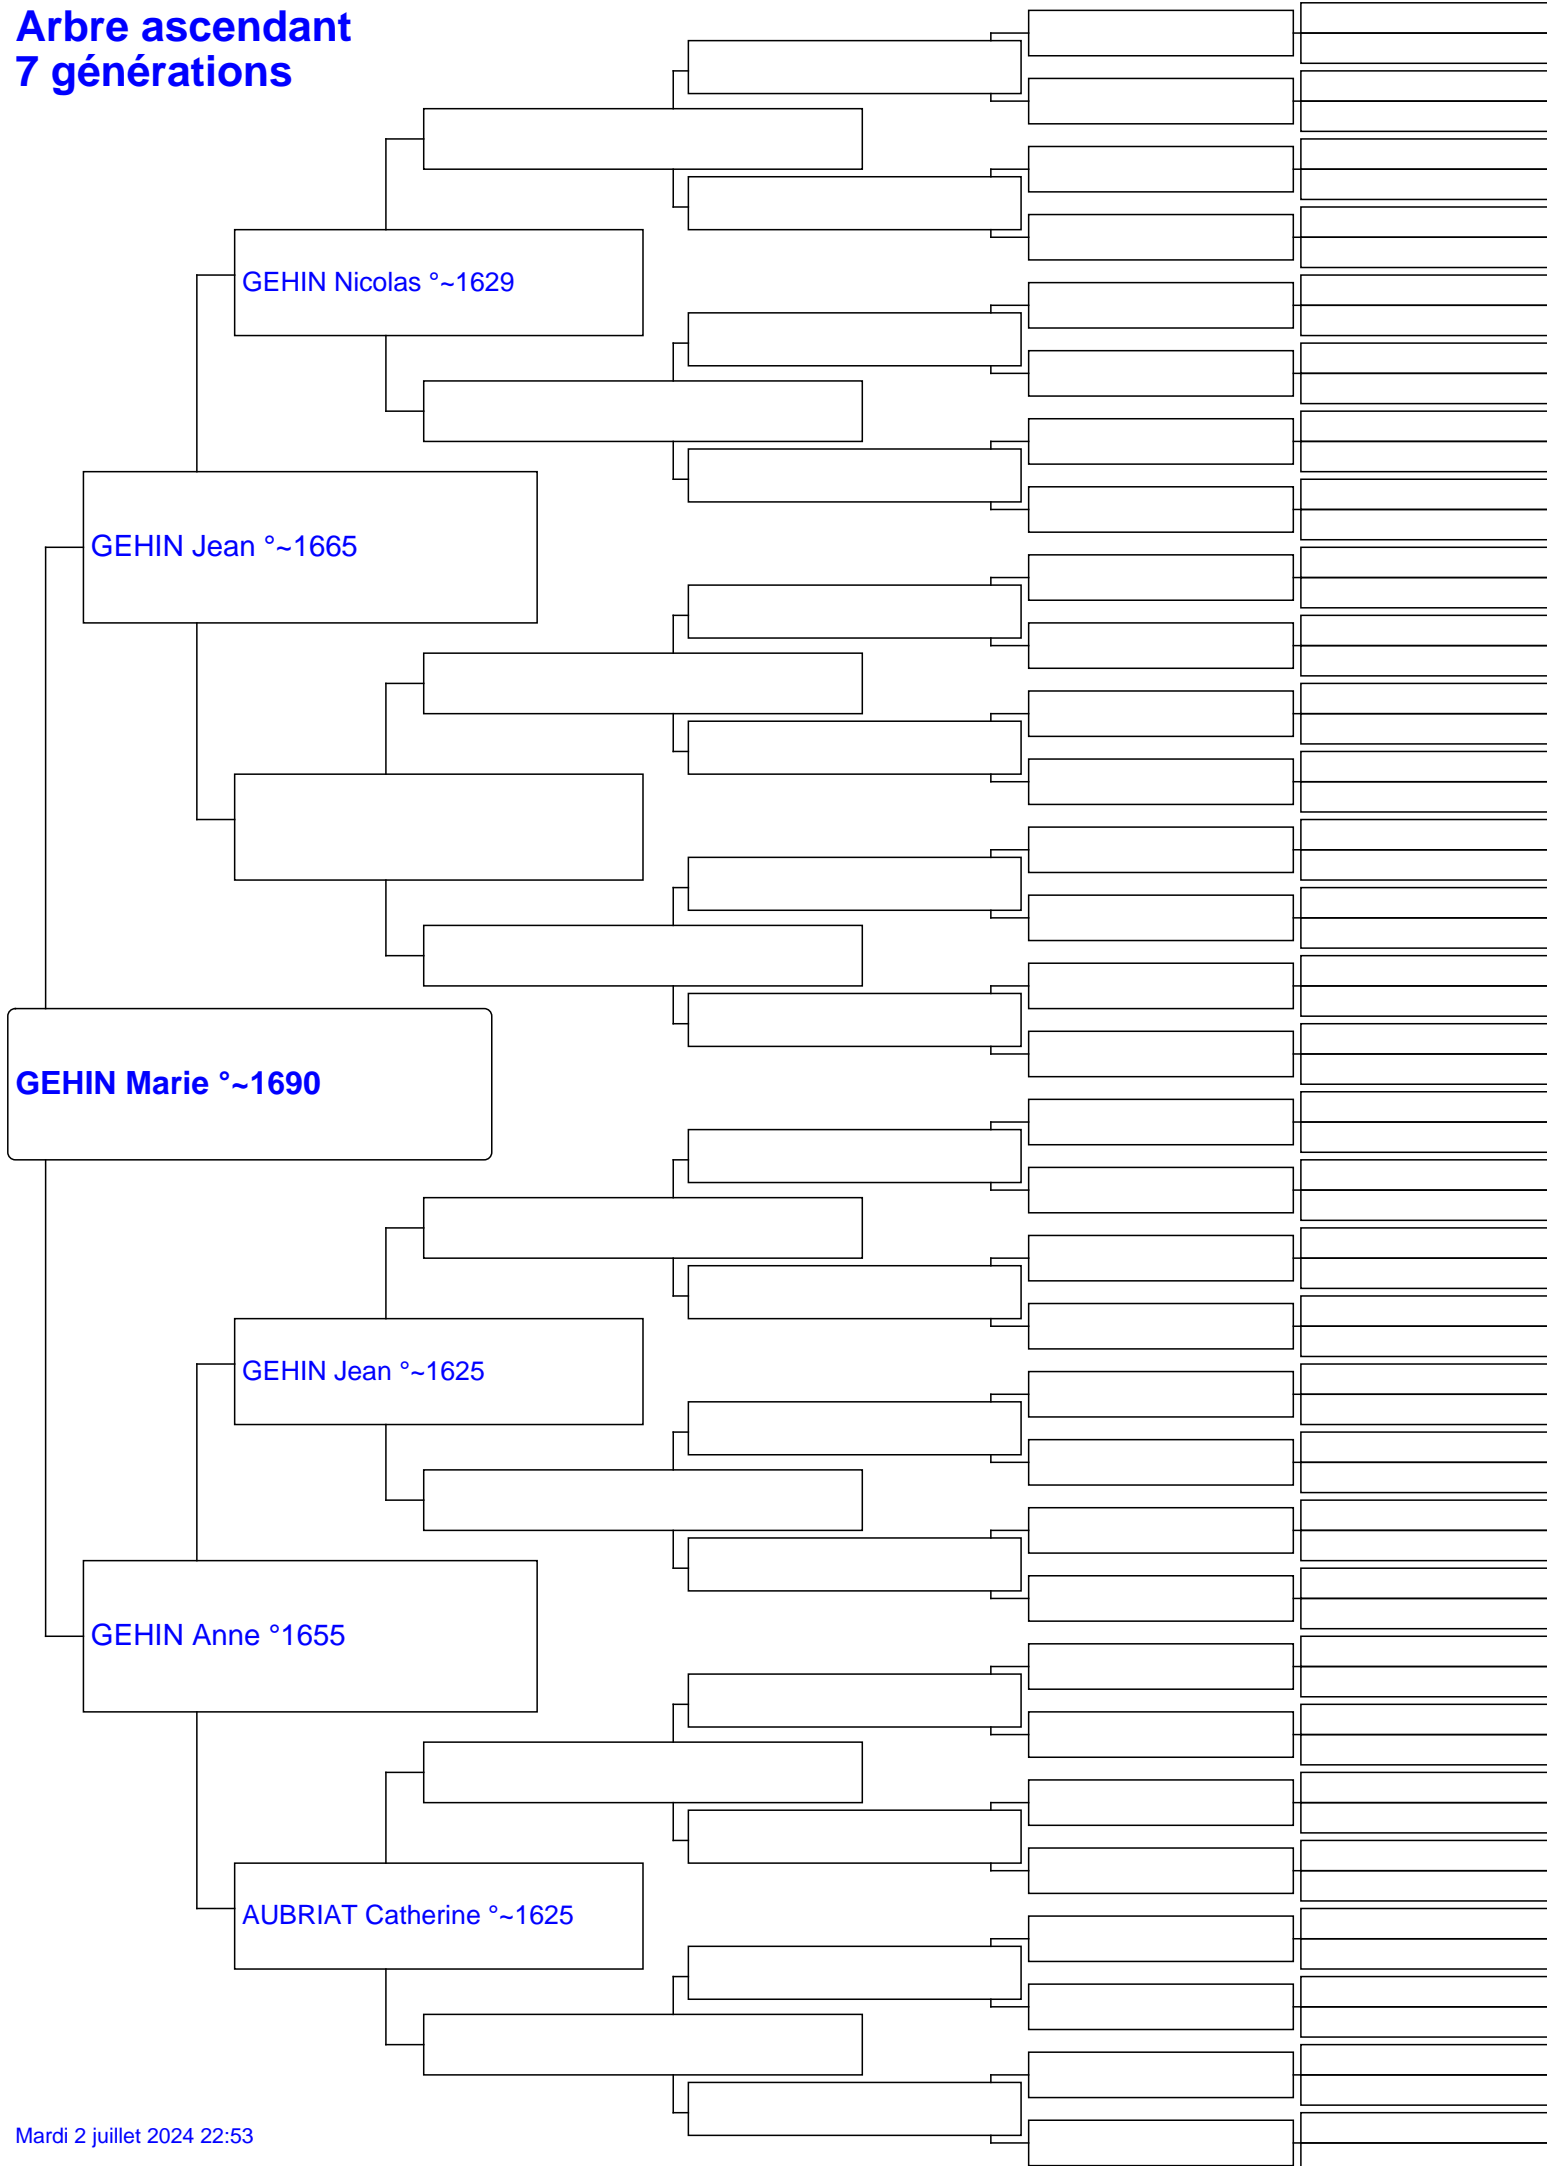 Arbre ascendant
7 générations
GEHIN Nicolas °~1629
GEHIN Jean °~1665
GEHIN Marie °~1690
GEHIN Jean °~1625
GEHIN Anne °1655
AUBRIAT Catherine °~1625
Mardi 2 juillet 2024 22:53